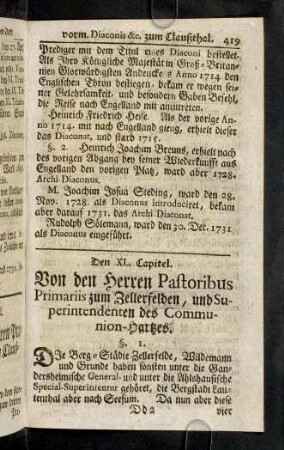 vorm. Diaconis &c. zum Claußthal. 419
Prediger mit dem Titul eines Diaconi bestellet.
Als Jhro Königliche Majestät in Groß-Britan-
nien Glorwürdigsten Andenckens Anno 1714 den
Englischen Thron bestiegen, bekam er wegen sei-
ner Gelehrsamkeit und besondern Gaben Befehl,
die Reise nach Engelland mit anzutreten.
Heinrich Friedrich Heise. Als der vorige An-
no 1714. mit nach Engelland gieng, erhielt dieser
das Diaconat, und starb 1715.
§. 2. Heinrich Joachim Breuns, erhielt nach
des vorigen Abgang bey seiner Wiederkunfft aus
Engelland den vorigen Platz, ward aber 1728.
Archi-Diaconus.
M. Joachim Josua Steding, ward den 28.
Nov. 1728. als Diaconus introduciret, bekam
aber darauf 1731. das Archi-Diaconat.
Rudolph Sölemann, ward den 30. Dec. 1731
als Diaconus eingeführt.
Den XL. Capitel.
Von den Herren Pastoribus
Primariis zum Zellerfelden, und Su-
perintendenten des Commu-
nion-Hartzes.
§. 1.
DJe Berg-Städte Zellerfelde, Wildemann
und Grunde haben sonsten unter die Gan-
dersheimische General- und unter die Ahlshausische
Special-Superintentur gehöret, die Bergstadt Lau-
tenthal aber nach Seesum. Da nun aber diese
Dd 2 vier